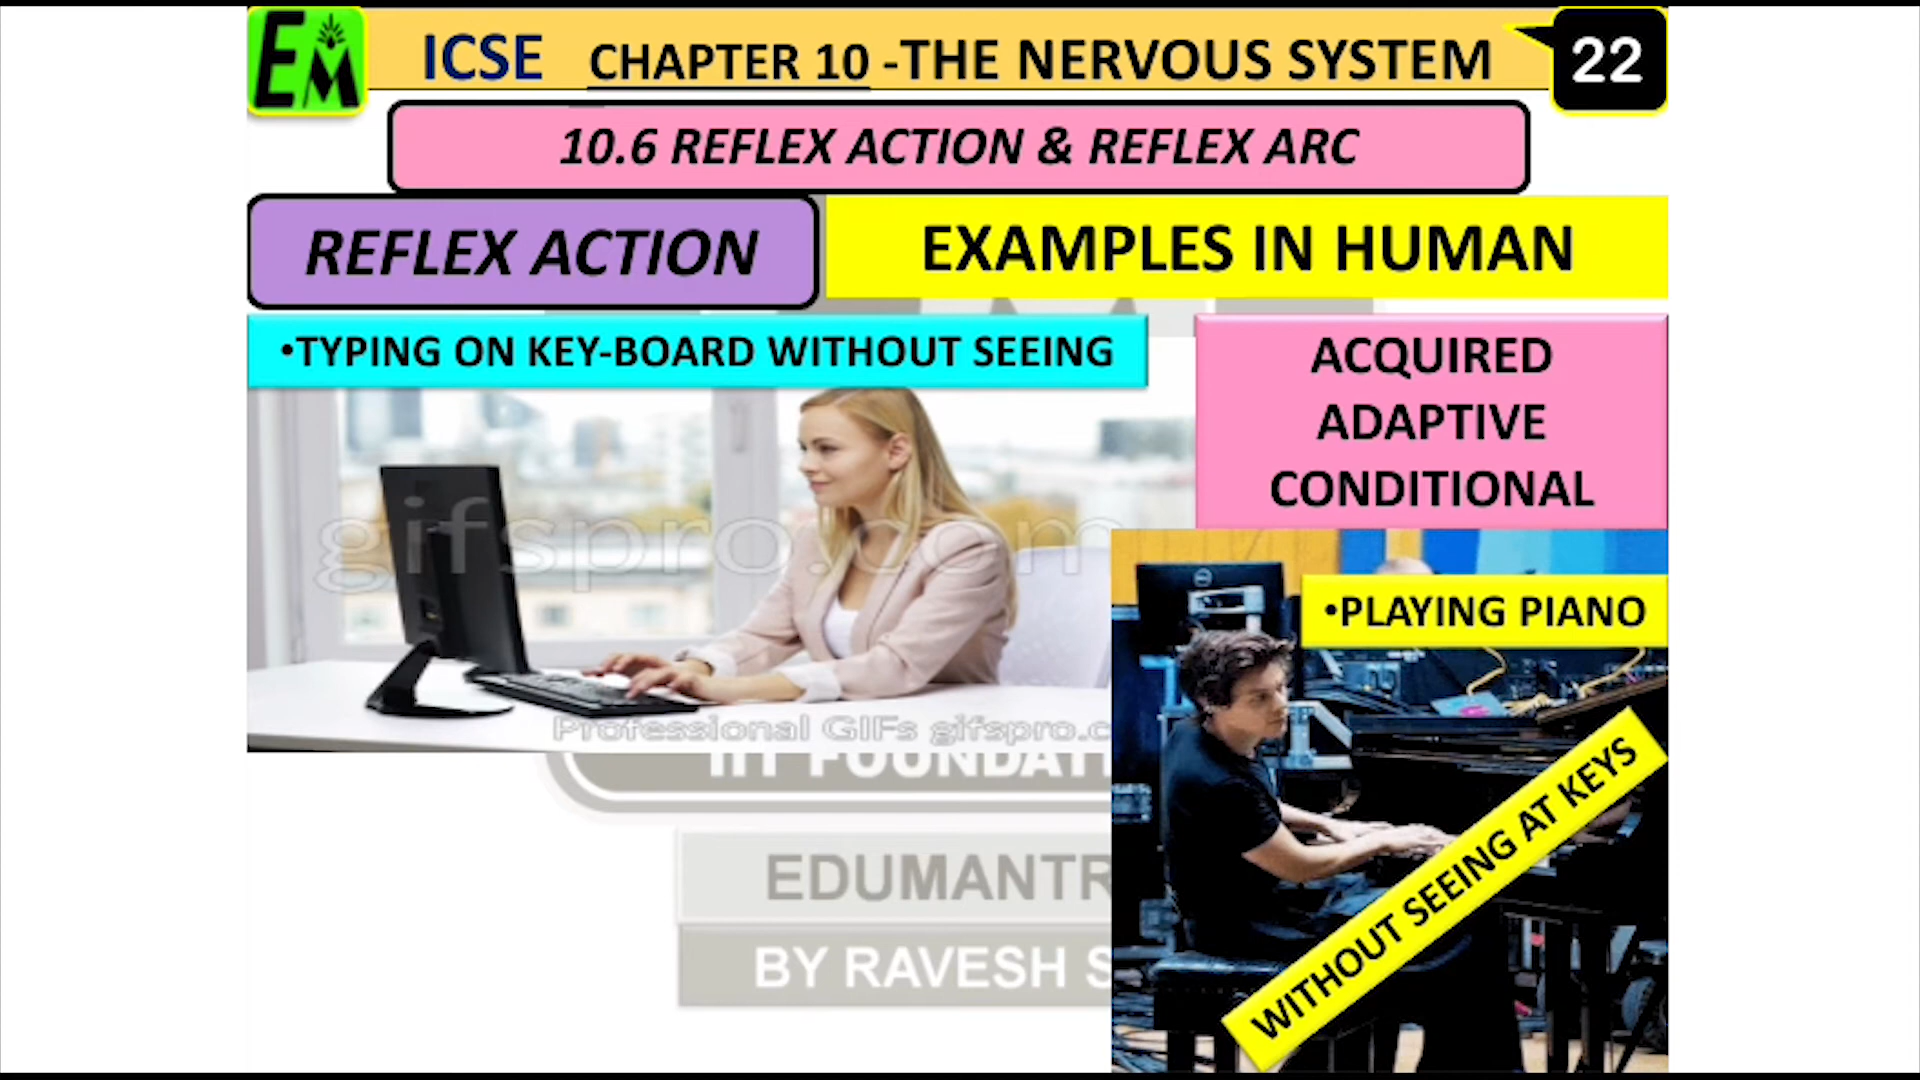 EM
ICSE CHAPTER 10 -THE NERVOUS SYSTEM
22
10.6 REFLEX ACTION & REFLEX ARC
REFLEX ACTION
EXAMPLES IN HUMAN
•TYPING ON KEY-BOARD WITHOUT SEEING
ACQUIRED
ADAPTIVE
CONDITIONAL
gifspro.com
Professional GIFs gifspro.c
•PLAYING PIANO
WITHOUT SEEING AT KEYS
IIT FOUNDATI
EDUMANTR
BY RAVESH S